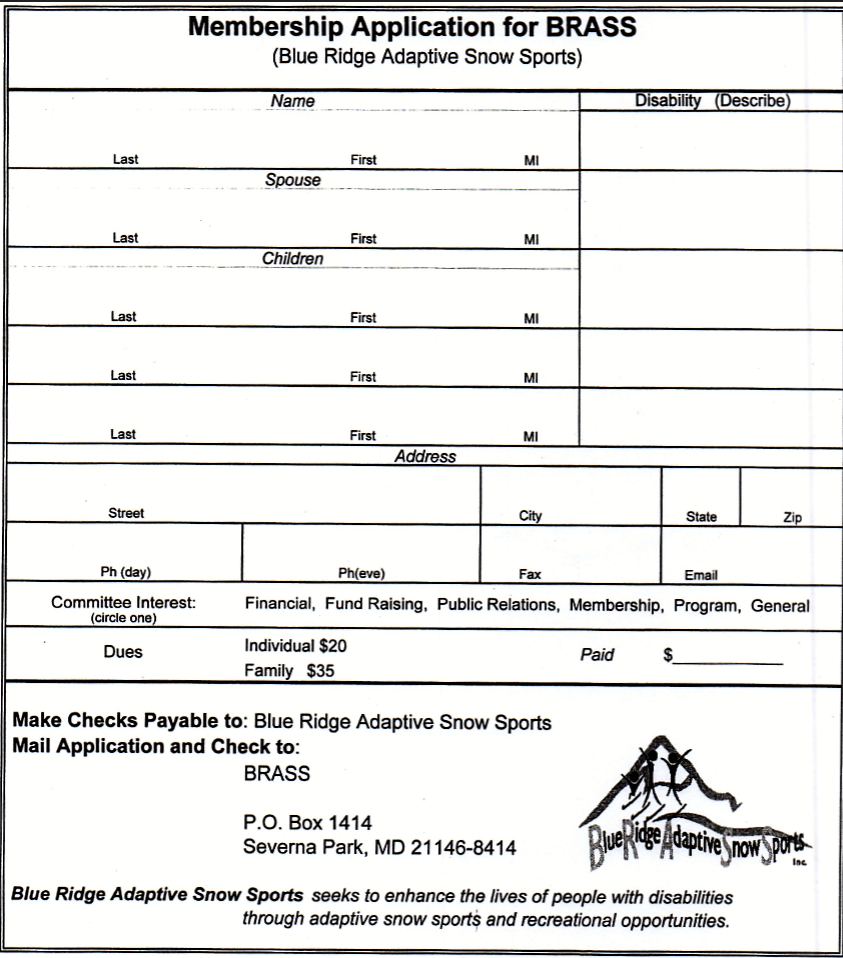 Membership Application for BRASS
(Blue Ridge Adaptive Snow Sports)
Name Disability (Describe)
Last First MI
Spouse
Last First MI
Children
Last First MI
Last First MI
Last First MI
Address
Street City State Zip
Ph (day) Ph(eve) Fax Email
Committee Interest: Financial, Fund Raising, Public Relations, Membership, Program, General
(circle one)
Dues Individual $20 Paid $__________
Family $35
Make Checks Payable to: Blue Ridge Adaptive Snow Sports
Mail Application and Check to:
BRASS
P.O. Box 1414
Severna Park, MD 21146-8414
Blue Ridge Adaptive Snow Sports Inc.
Blue Ridge Adaptive Snow Sports seeks to enhance the lives of people with disabilities
through adaptive snow sports and recreational opportunities.